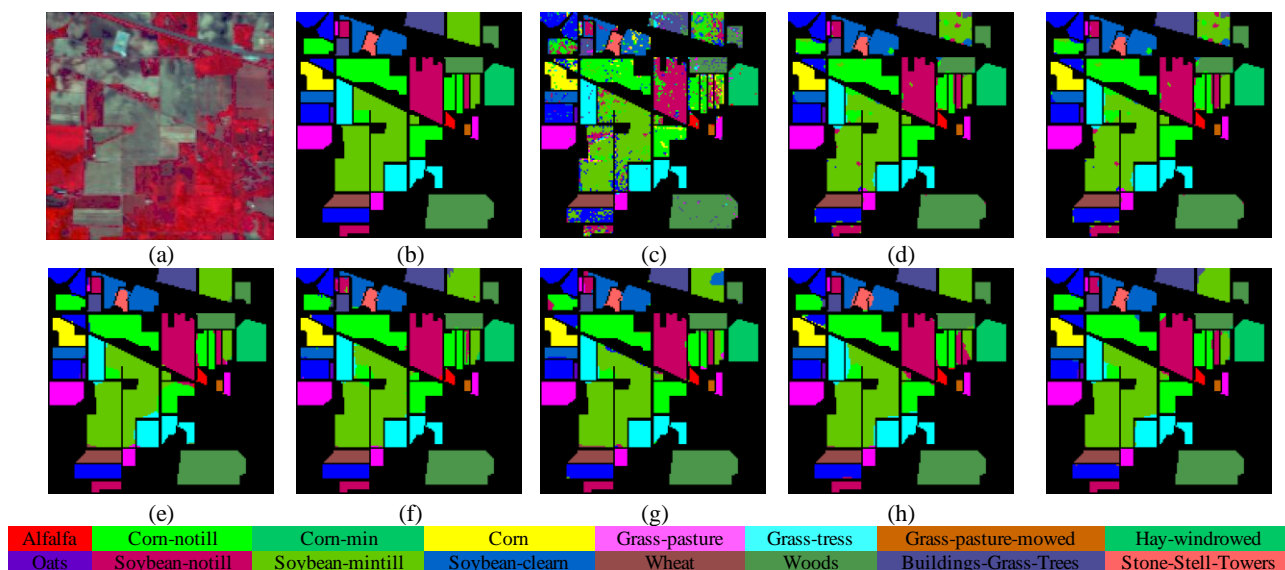 (a) (b) (c) (d)
(e) (f) (g) (h)
Alfalfa Corn-notill Corn-min Corn Grass-pasture Grass-tress Grass-pasture-mowed Hay-windrowed
Oats Soybean-notill Soybean-mintill Soybean-clearn Wheat Woods Buildings-Grass-Trees Stone-Stell-Towers